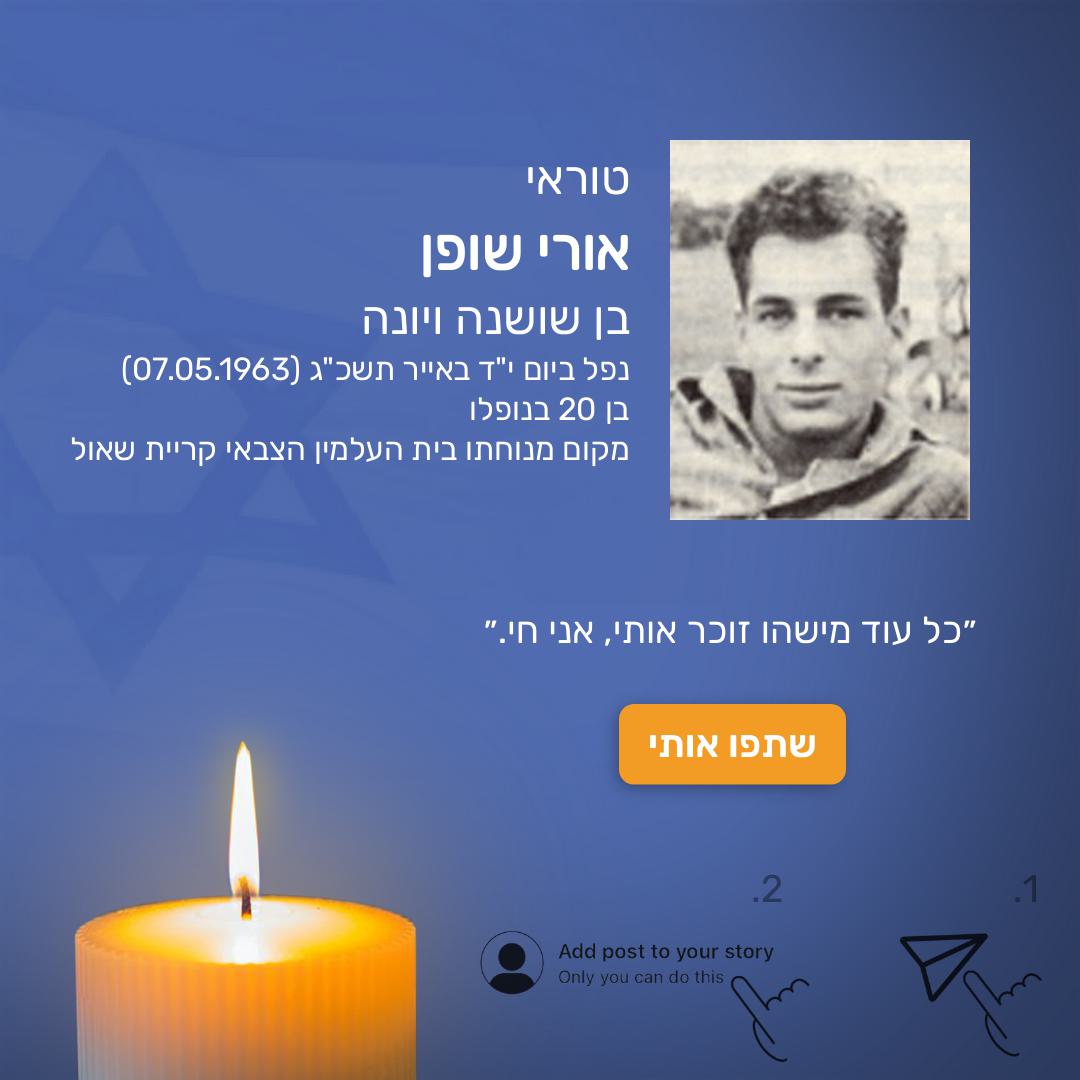 טוראי
אורי שופן
בן שושנה ויונה
נפל ביום י"ד באייר תשכ"ג (07.05.1963)
בן 20 בנופלו
מקום מנוחתו בית העלמין הצבאי קריית שאול
״כל עוד מישהו זוכר אותי, אני חי.״
שתפו אותי
1.
2.
Add post to your story
Only you can do this